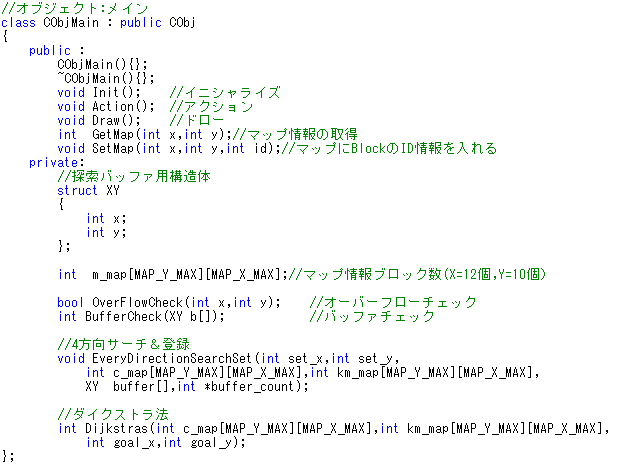 //オブジェクト:メイン
class CObjMain : public CObj
{
    public :
        CObjMain(){};
        ~CObjMain(){};
        void Init();    //イニシャライズ
        void Action();  //アクション
        void Draw();    //ドロー
        int  GetMap(int x,int y);//マップ情報の取得
        void SetMap(int x,int y,int id);//マップにBlockのID情報を入れる
    private:
        //探索バッファ用構造体
        struct XY
        {
            int x;
            int y;
        };
        int  m_map[MAP_Y_MAX][MAP_X_MAX];//マップ情報ブロック数(X=12個,Y=10個)
        bool OverFlowCheck(int x,int y);    //オーバーフローチェック
        int BufferCheck(XY b[]);            //バッファチェック
        //4方向サーチ＆登録
        void EveryDirectionSearchSet(int set_x,int set_y,
            int c_map[MAP_Y_MAX][MAP_X_MAX],int km_map[MAP_Y_MAX][MAP_X_MAX],
            XY  buffer[],int *buffer_count);
        //ダイクストラ法
        int Dijkstras(int c_map[MAP_Y_MAX][MAP_X_MAX],int km_map[MAP_Y_MAX][MAP_X_MAX],
            int goal_x,int goal_y);
};